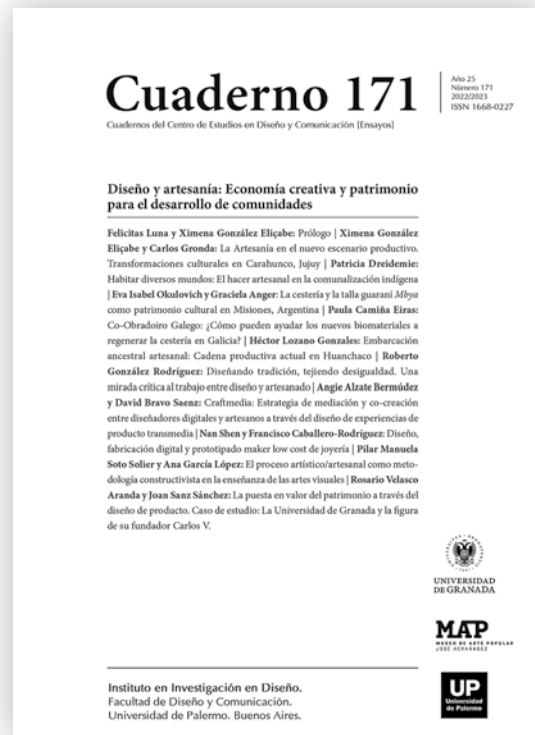 Cuaderno 171
Cuadernos del Centro de Estudios en Diseño y Comunicación [Ensayos]
Año 25
Número 171
2022/2023
ISSN 1668-0227
Diseño y artesanía: Economía creativa y patrimonio
para el desarrollo de comunidades
Felicitas Luna y Ximena González Eliçabe: Prólogo | Ximena González
Eliçabe y Carlos Gronda: La Artesanía en el nuevo escenario productivo.
Transformaciones culturales en Carahunco, Jujuy | Patricia Dreidemie:
Habitar diversos mundos: El hacer artesanal en la comunalización indígena
| Eva Isabel Okulovich y Graciela Anger: La cestería y la talla guaraní Mbya
como patrimonio cultural en Misiones, Argentina | Paula Camiña Eiras:
Co-Obradoiro Galego: ¿Cómo pueden ayudar los nuevos biomateriales a
regenerar la cestería en Galicia? | Héctor Lozano Gonzales: Embarcación
ancestral artesanal: Cadena productiva actual en Huanchaco | Roberto
González Rodríguez: Diseñando tradición, tejiendo desigualdad. Una
mirada crítica al trabajo entre diseño y artesanado | Angie Alzate Bermúdez
y David Bravo Saenz: Craftmedia: Estrategia de mediación y co-creación
entre diseñadores digitales y artesanos a través del diseño de experiencias de
producto transmedia | Nan Shen y Francisco Caballero-Rodríguez: Diseño,
fabricación digital y prototipado maker low cost de joyería | Pilar Manuela
Soto Solier y Ana García López: El proceso artístico/artesanal como meto-
dología constructivista en la enseñanza de las artes visuales | Rosario Velasco
Aranda y Joan Sanz Sánchez: La puesta en valor del patrimonio a través del
diseño de producto. Caso de estudio: La Universidad de Granada y la figura
de su fundador Carlos V.
UNIVERSIDAD
DE GRANADA
MAP
MUSEO DE ARTE POPULAR
JOSÉ HERNÁNDEZ
UP
Universidad
de Palermo
Instituto en Investigación en Diseño.
Facultad de Diseño y Comunicación.
Universidad de Palermo. Buenos Aires.